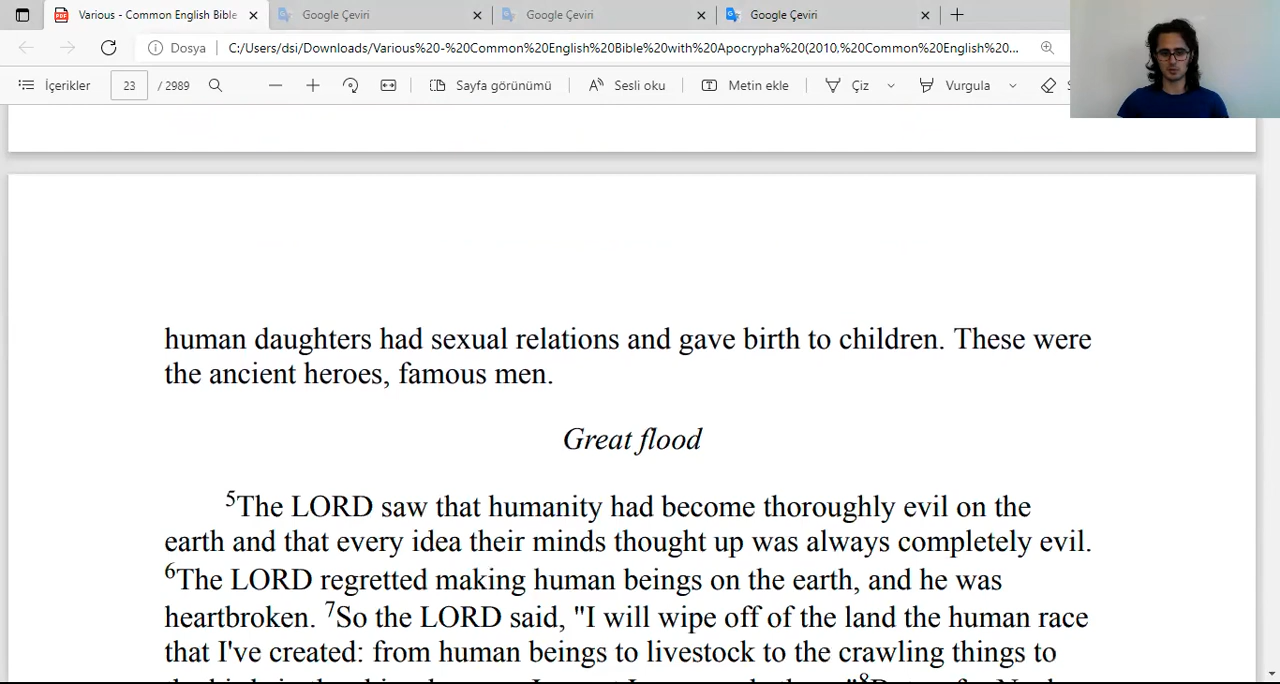 Various - Common English Bible
Google Çeviri
Google Çeviri
Google Çeviri
Dosya
C:/Users/dsi/Downloads/Various%20-%20Common%20English%20Bible%20with%20Apocrypha%20(2010,%20Common%20English%20...
İçerikler
23
/ 2989
Sayfa görünümü
Sesli oku
Metin ekle
Çiz
Vurgula
human daughters had sexual relations and gave birth to children. These were
the ancient heroes, famous men.
Great flood
5The LORD saw that humanity had become thoroughly evil on the
earth and that every idea their minds thought up was always completely evil.
6The LORD regretted making human beings on the earth, and he was
heartbroken. 7So the LORD said, "I will wipe off of the land the human race
that I've created: from human beings to livestock to the crawling things to